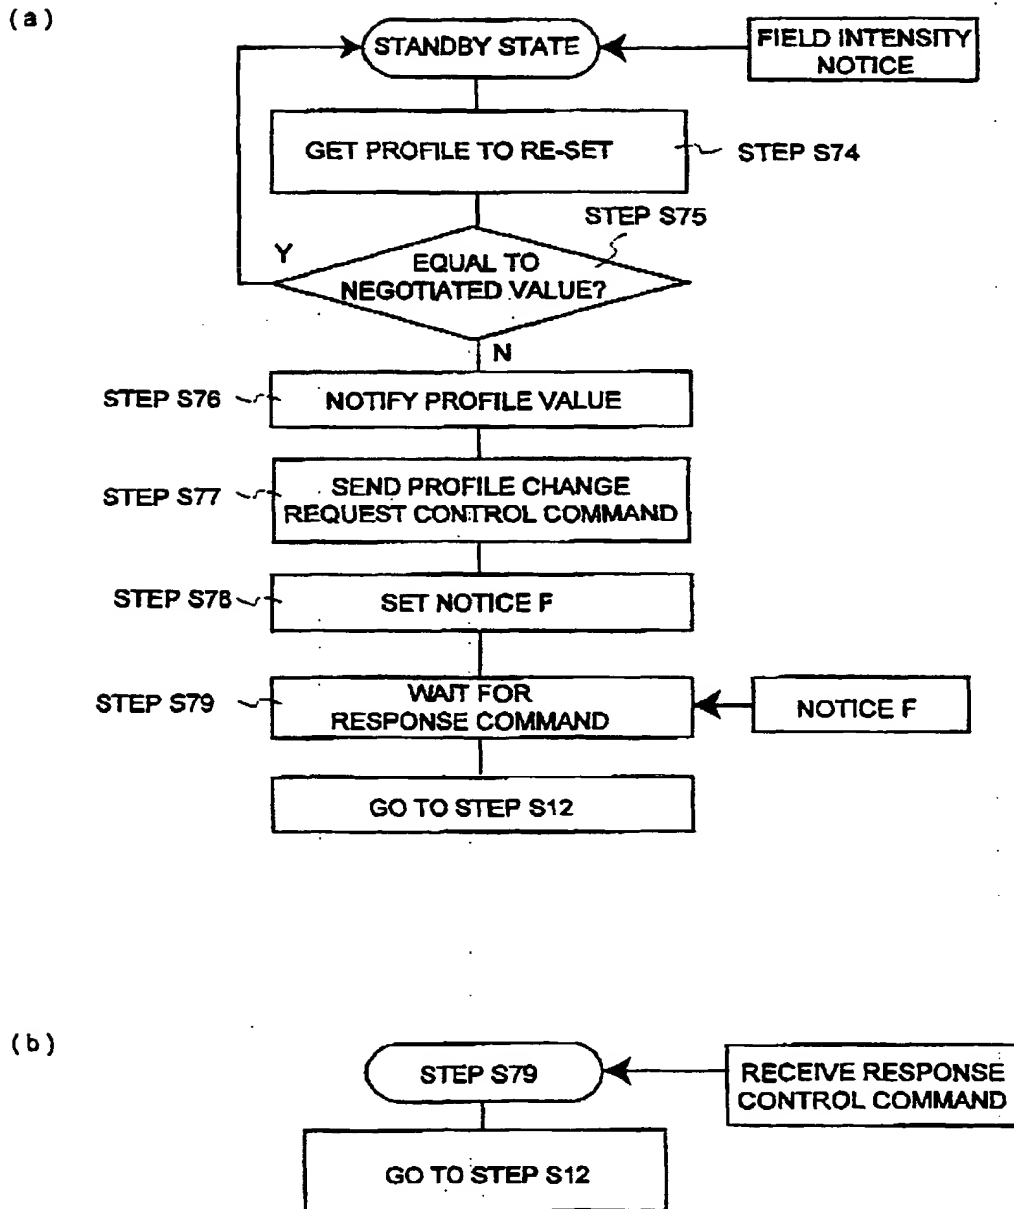 (a)
STANDBY STATE
FIELD INTENSITY
NOTICE
GET PROFILE TO RE-SET
STEP S74
STEP S75
Y
EQUAL TO
NEGOTIATED VALUE?
N
STEP S76
NOTIFY PROFILE VALUE
STEP S77
SEND PROFILE CHANGE
REQUEST CONTROL COMMAND
STEP S78
SET NOTICE F
STEP S79
WAIT FOR
RESPONSE COMMAND
NOTICE F
GO TO STEP S12
(b)
STEP S79
RECEIVE RESPONSE
CONTROL COMMAND
GO TO STEP S12